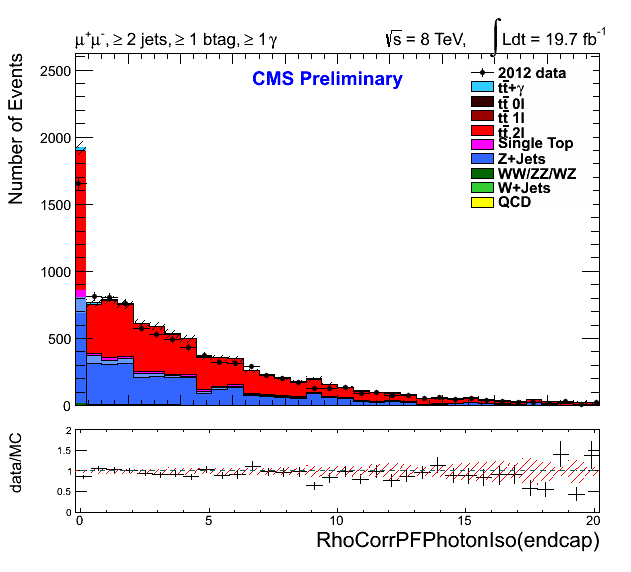 μ⁺μ⁻, ≥ 2 jets, ≥ 1 btag, ≥ 1 γ
√s = 8 TeV, ∫ Ldt = 19.7 fb⁻¹
CMS Preliminary
2012 data
tt̄+γ
tt̄ 0l
tt̄ 1l
tt̄ 2l
Single Top
Z+Jets
WW/ZZ/WZ
W+Jets
QCD
Number of Events
2500
2000
1500
1000
500
0
data/MC
2
1.5
1
0.5
0
0 5 10 15 20
RhoCorrPFPhotonIso(endcap)